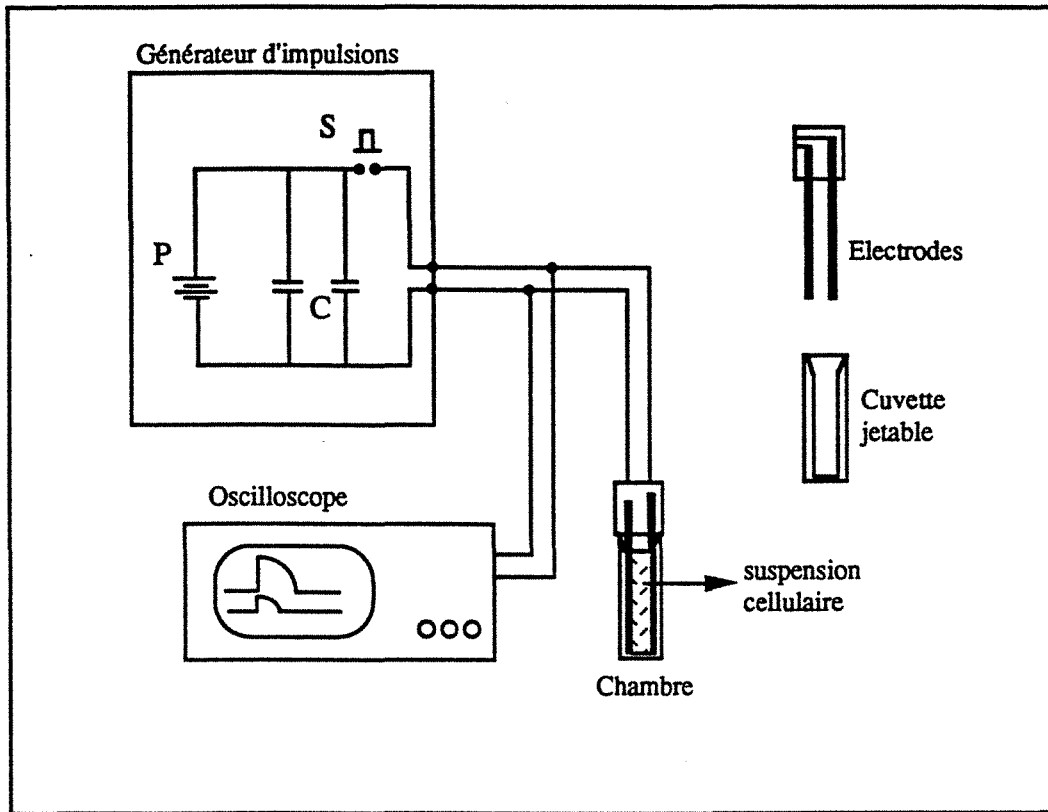 Générateur d'impulsions
S
P
C
Electrodes
Cuvette
jetable
Oscilloscope
suspension
cellulaire
Chambre